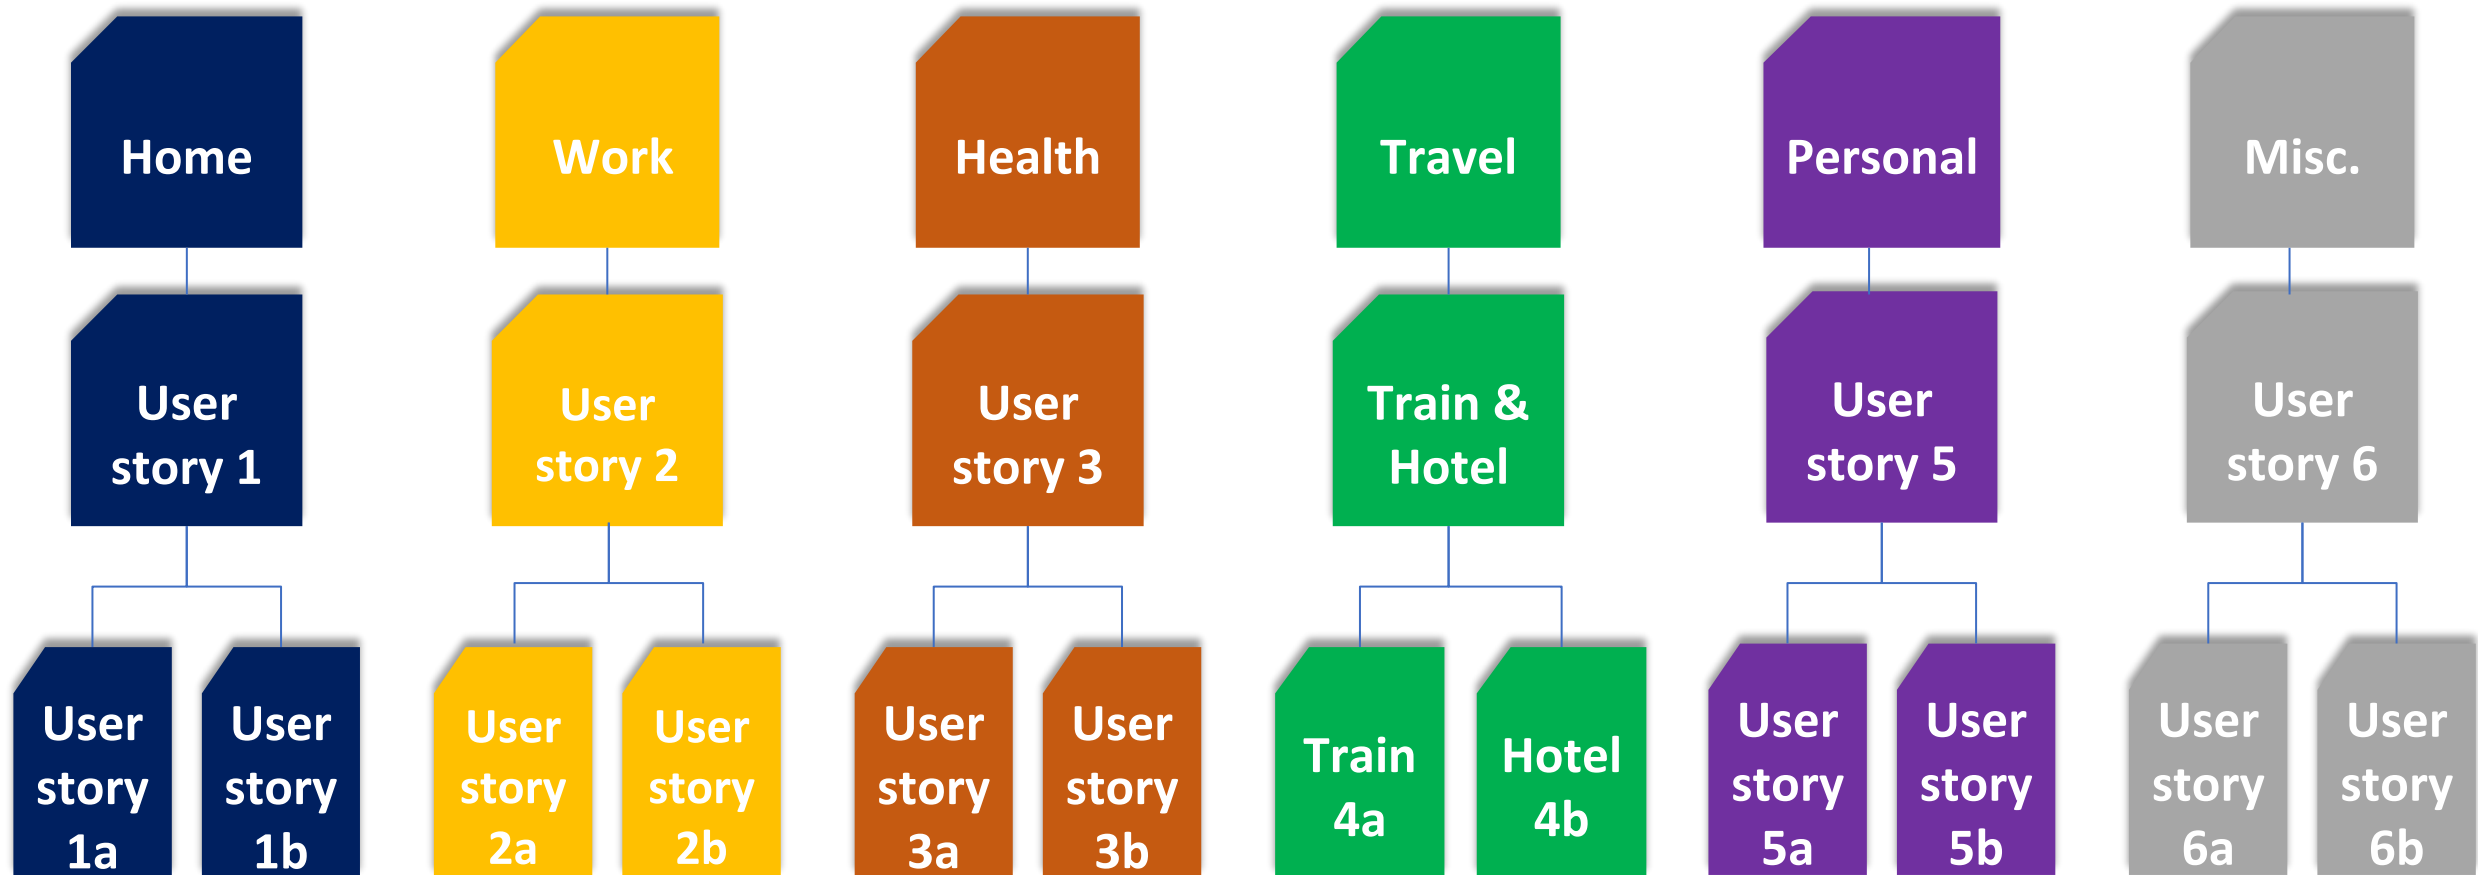 Home
Work
Health
Travel
Personal
Misc.
User
story 1
User
story 2
User
story 3
Train &
Hotel
User
story 5
User
story 6
User
story
1a
User
story
1b
User
story
2a
User
story
2b
User
story
3a
User
story
3b
Train
4a
Hotel
4b
User
story
5a
User
story
5b
User
story
6a
User
story
6b